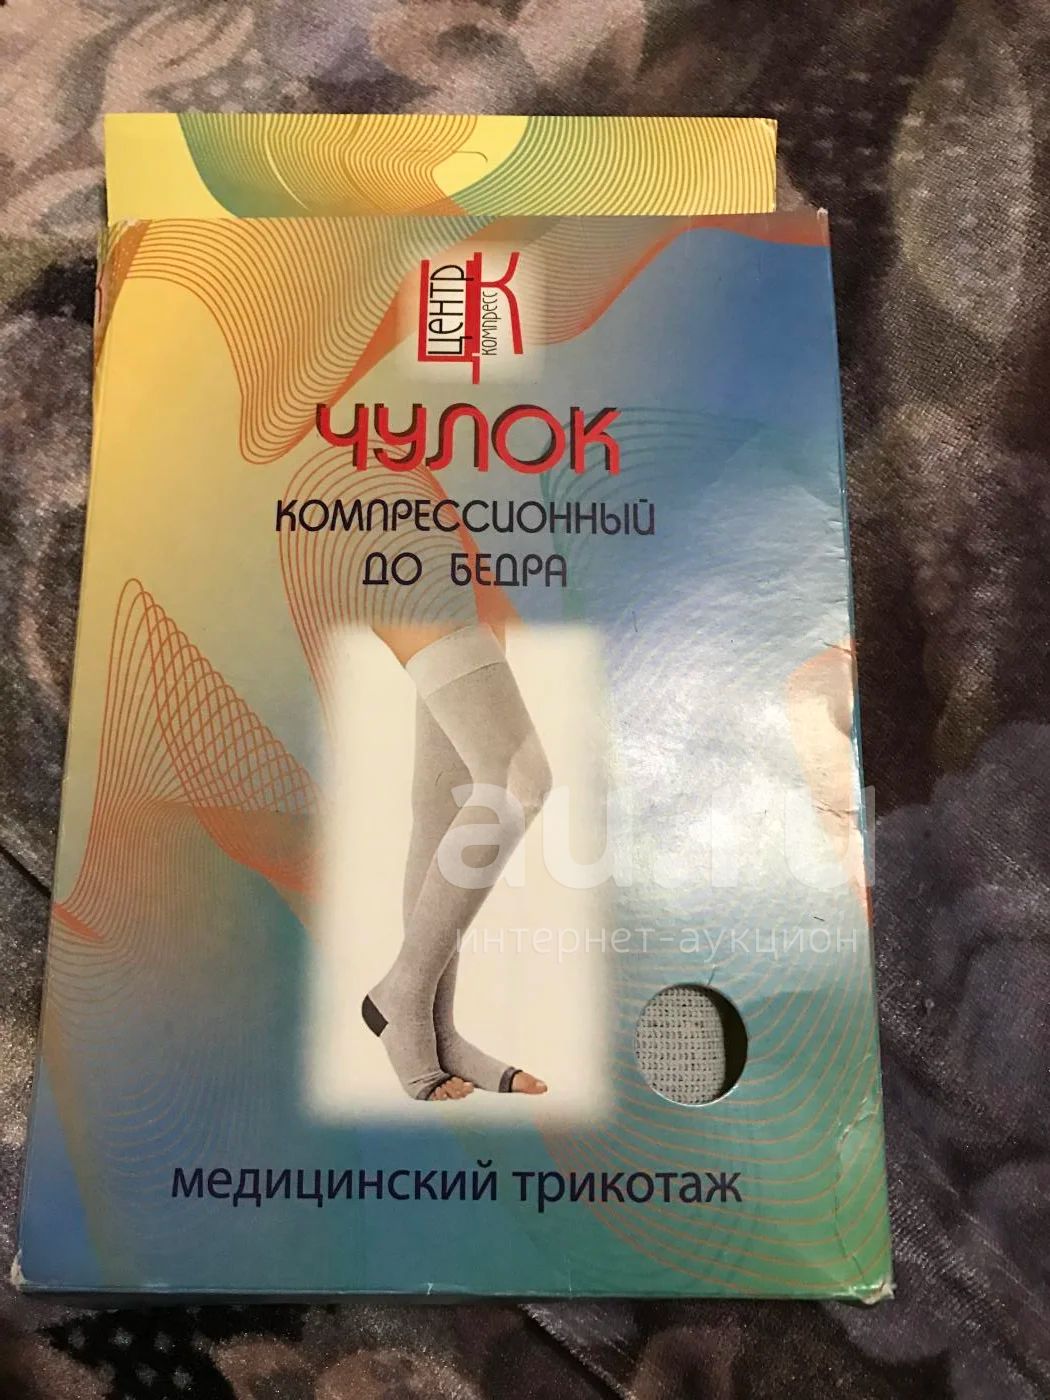 Центр
компресс
ЧУЛОК
КОМПРЕССИОННЫЙ
ДО БЕДРА
au.ru
интернет-аукцион
медицинский трикотаж